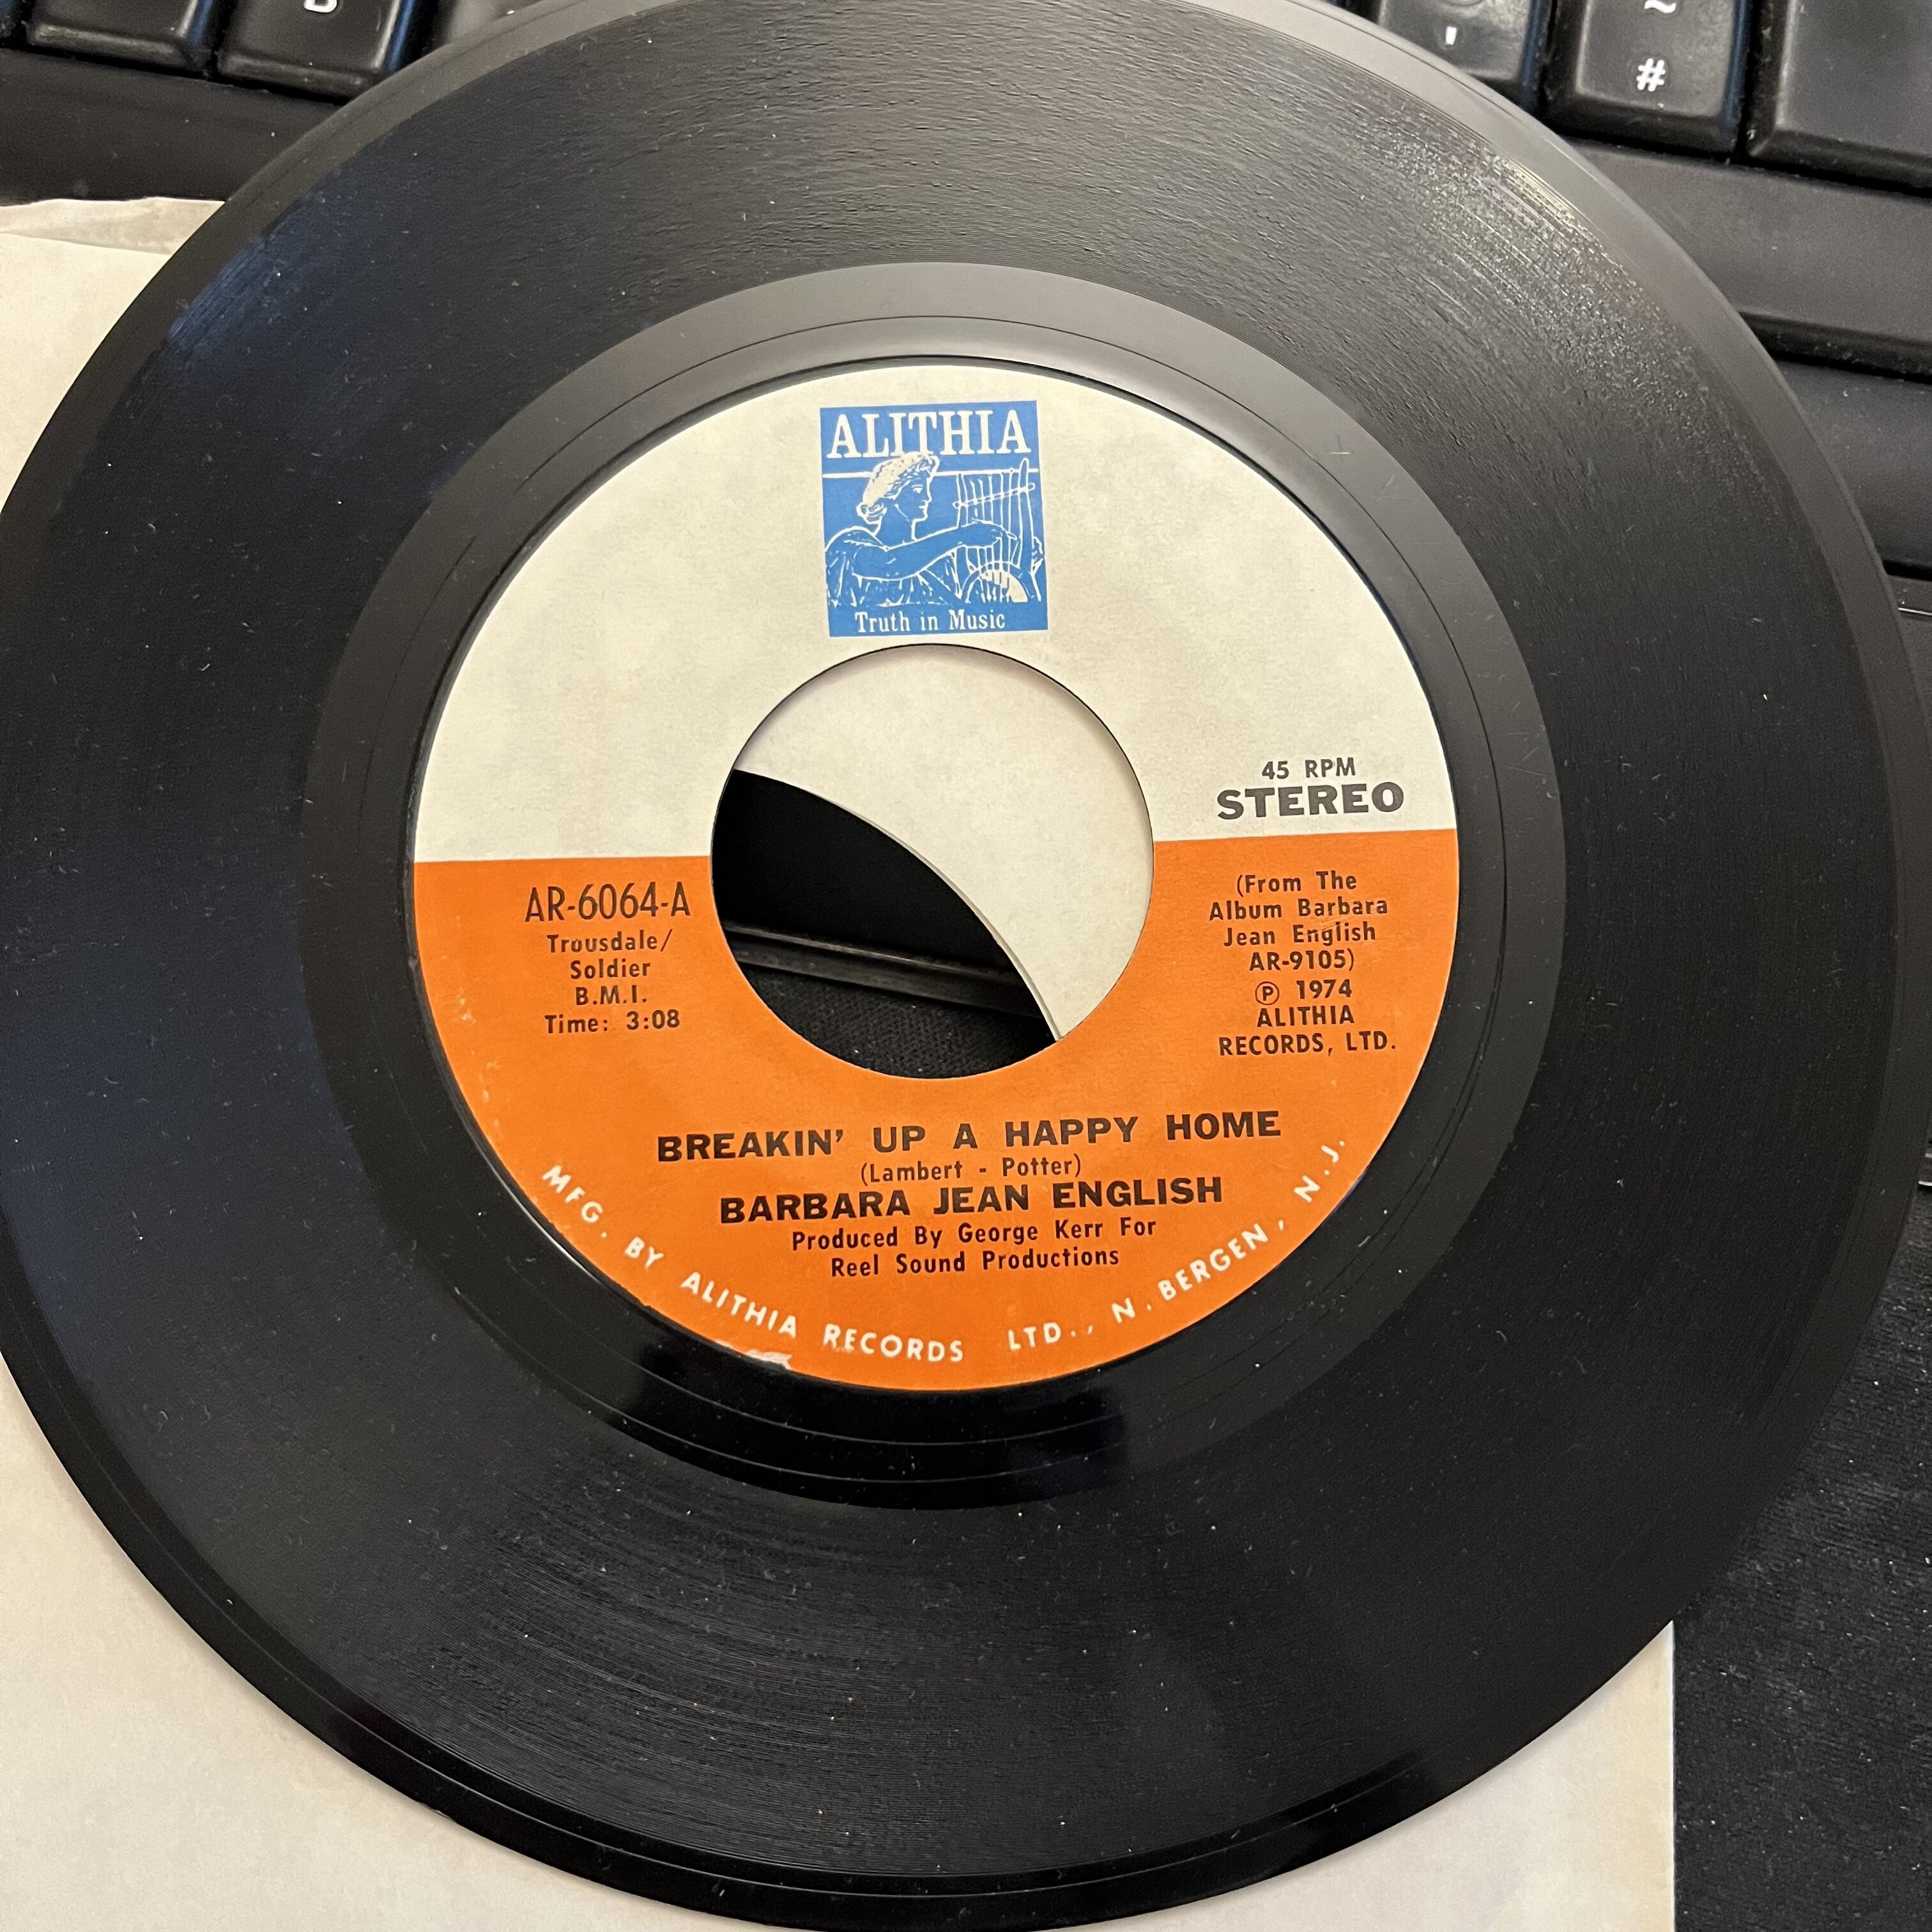 B
'
~
#
ALITHIA
Truth in Music
45 RPM
STEREO
AR-6064-A
Trousdale/
Soldier
B.M.I.
Time: 3:08
(From The
Album Barbara
Jean English
AR-9105)
Ⓟ 1974
ALITHIA
RECORDS, LTD.
BREAKIN' UP A HAPPY HOME
(Lambert - Potter)
BARBARA JEAN ENGLISH
Produced By George Kerr For
Reel Sound Productions
MFG. BY ALITHIA RECORDS LTD., N. BERGEN, N.J.